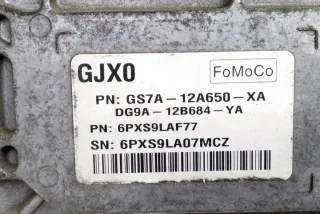 GJX0 FoMoCo
PN: GS7A-12A650-XA
DG9A-12B684-YA
PN: 6PXS9LAF77
SN: 6PXS9LA07MCZ